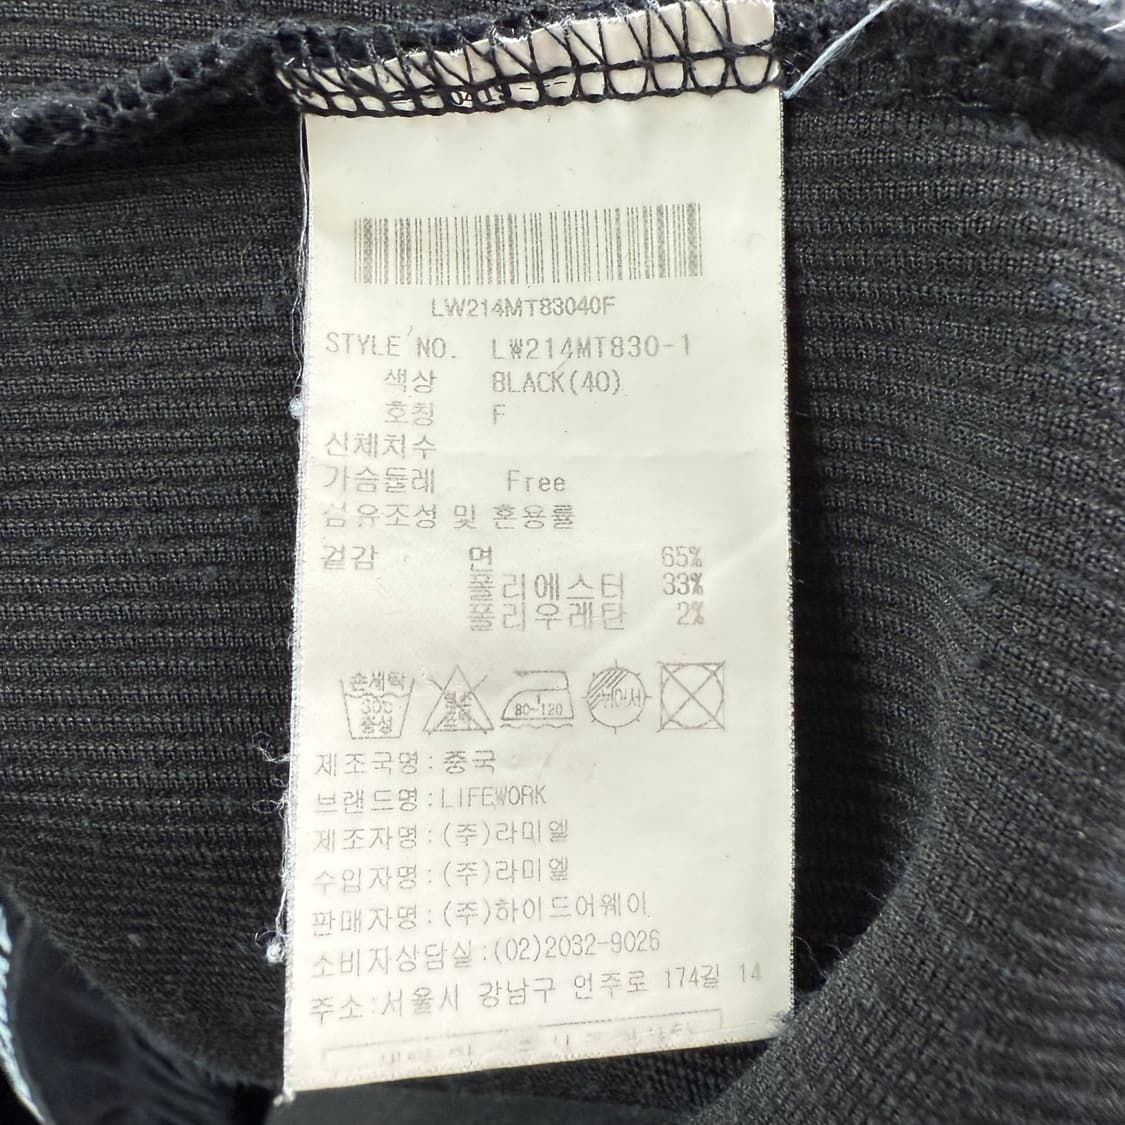 LW214MT83040F
STYLE NO. LW214MT830-1
색상 BLACK(40)
호칭 F
신체치수
가슴둘레 Free
섬유조성 및 혼용률
겉감 면 65%
폴리에스터 33%
폴리우레탄 2%
손세탁 30℃ 중성 80~120 뉘어서
제조국명:중국
브랜드명:LIFEWORK
제조자명:(주)라미엘
수입자명:(주)라미엘
판매자명:(주)하이드어웨이
소비자상담실:(02)2032-9026
주소:서울시 강남구 언주로 174길 14